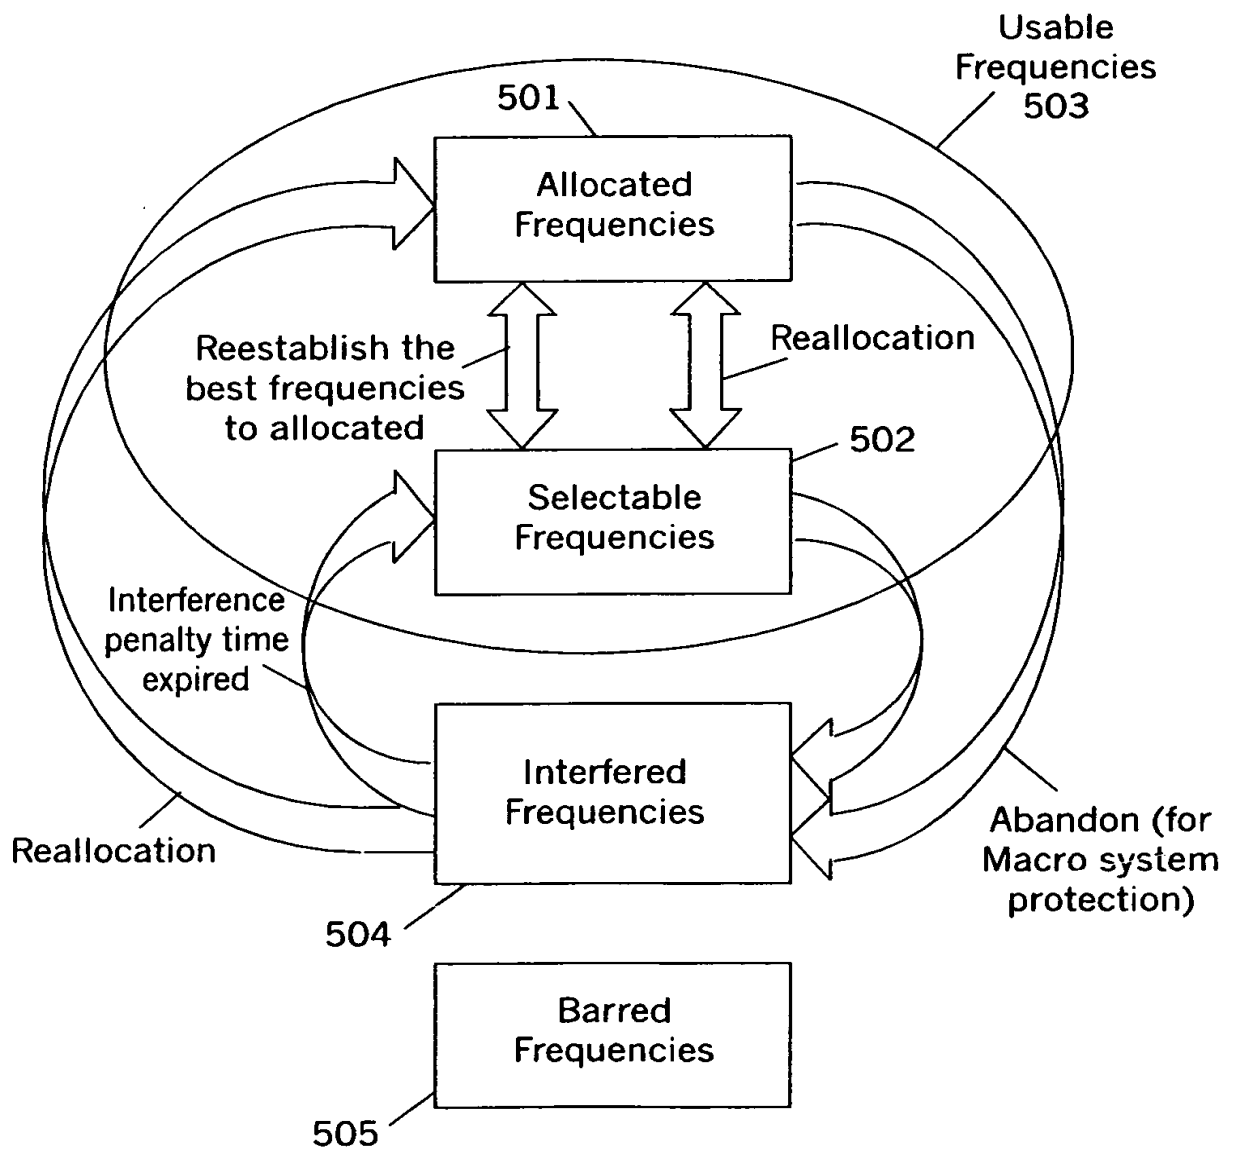 Usable
Frequencies
503
501
Allocated
Frequencies
Reestablish the
best frequencies
to allocated
Reallocation
502
Selectable
Frequencies
Interference
penalty time
expired
Interfered
Frequencies
Reallocation
Abandon (for
Macro system
protection)
504
Barred
Frequencies
505